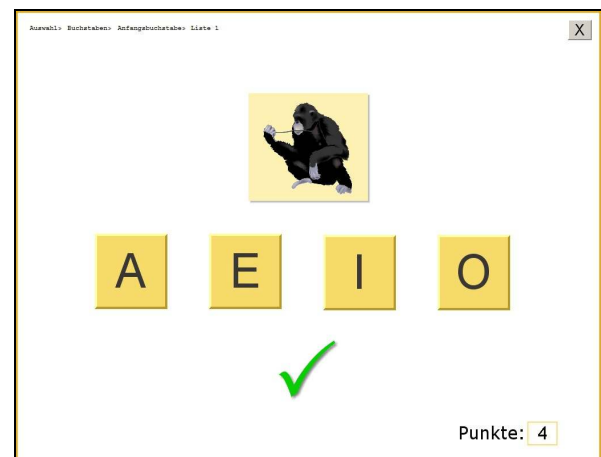 Auswahl> Buchstaben> Anfangsbuchstabe> Liste 1
X
A E I O
Punkte: 4